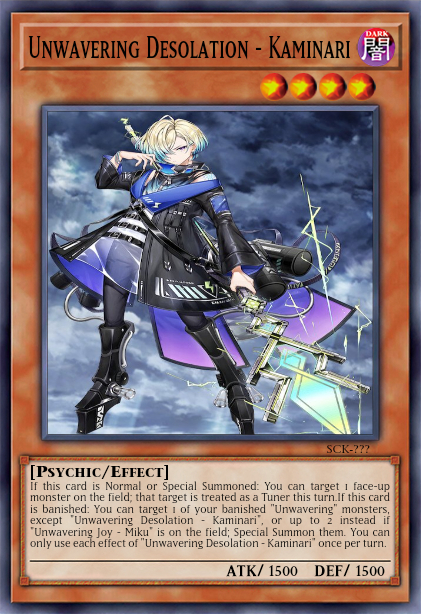 Unwavering Desolation - Kaminari
DARK
闇
SCK-???
[Psychic/Effect]
If this card is Normal or Special Summoned: You can target 1 face-up
monster on the field; that target is treated as a Tuner this turn.If this card
is banished: You can target 1 of your banished "Unwavering" monsters,
except "Unwavering Desolation - Kaminari", or up to 2 instead if
"Unwavering Joy - Miku" is on the field; Special Summon them. You can
only use each effect of "Unwavering Desolation - Kaminari" once per turn.
ATK/ 1500 DEF/ 1500